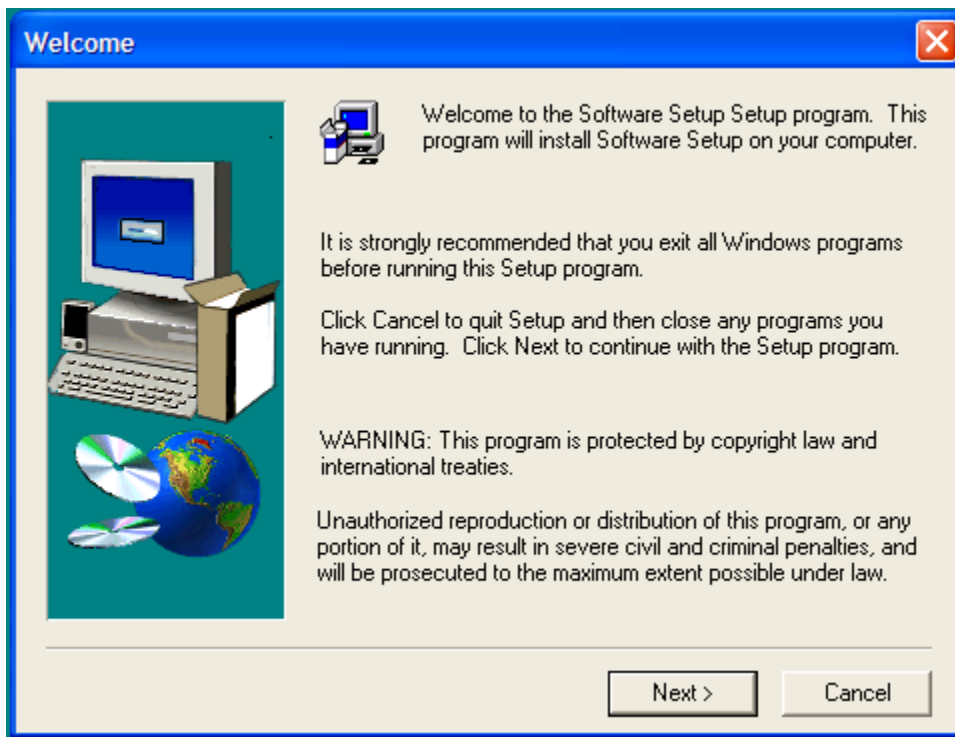 Welcome
Welcome to the Software Setup Setup program.  This
program will install Software Setup on your computer.
It is strongly recommended that you exit all Windows programs
before running this Setup program.
Click Cancel to quit Setup and then close any programs you
have running.  Click Next to continue with the Setup program.
WARNING: This program is protected by copyright law and
international treaties.
Unauthorized reproduction or distribution of this program, or any
portion of it, may result in severe civil and criminal penalties, and
will be prosecuted to the maximum extent possible under law.
Next >
Cancel